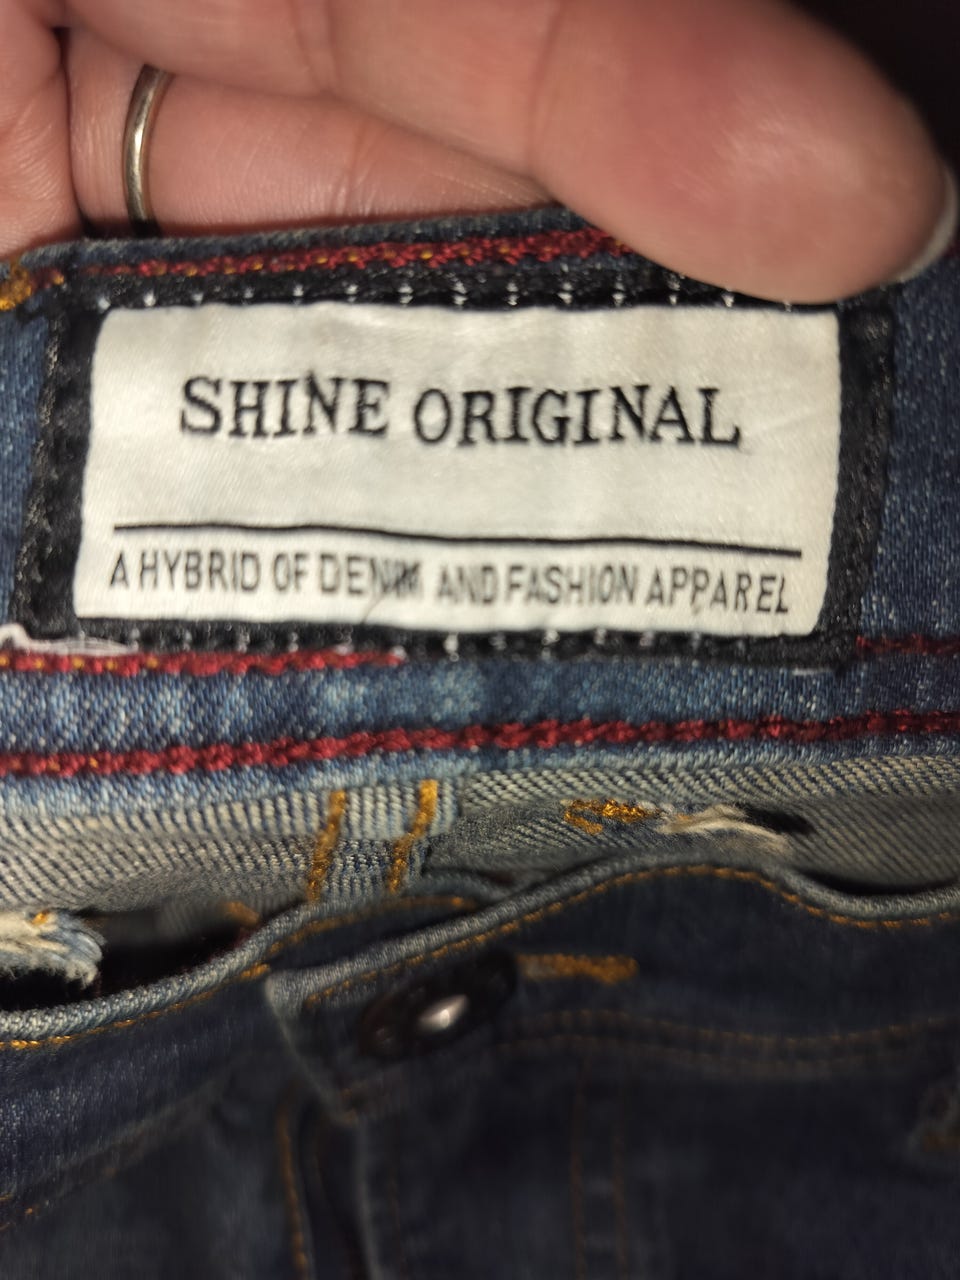 SHINE ORIGINAL
A HYBRID OF DENIM AND FASHION APPAREL